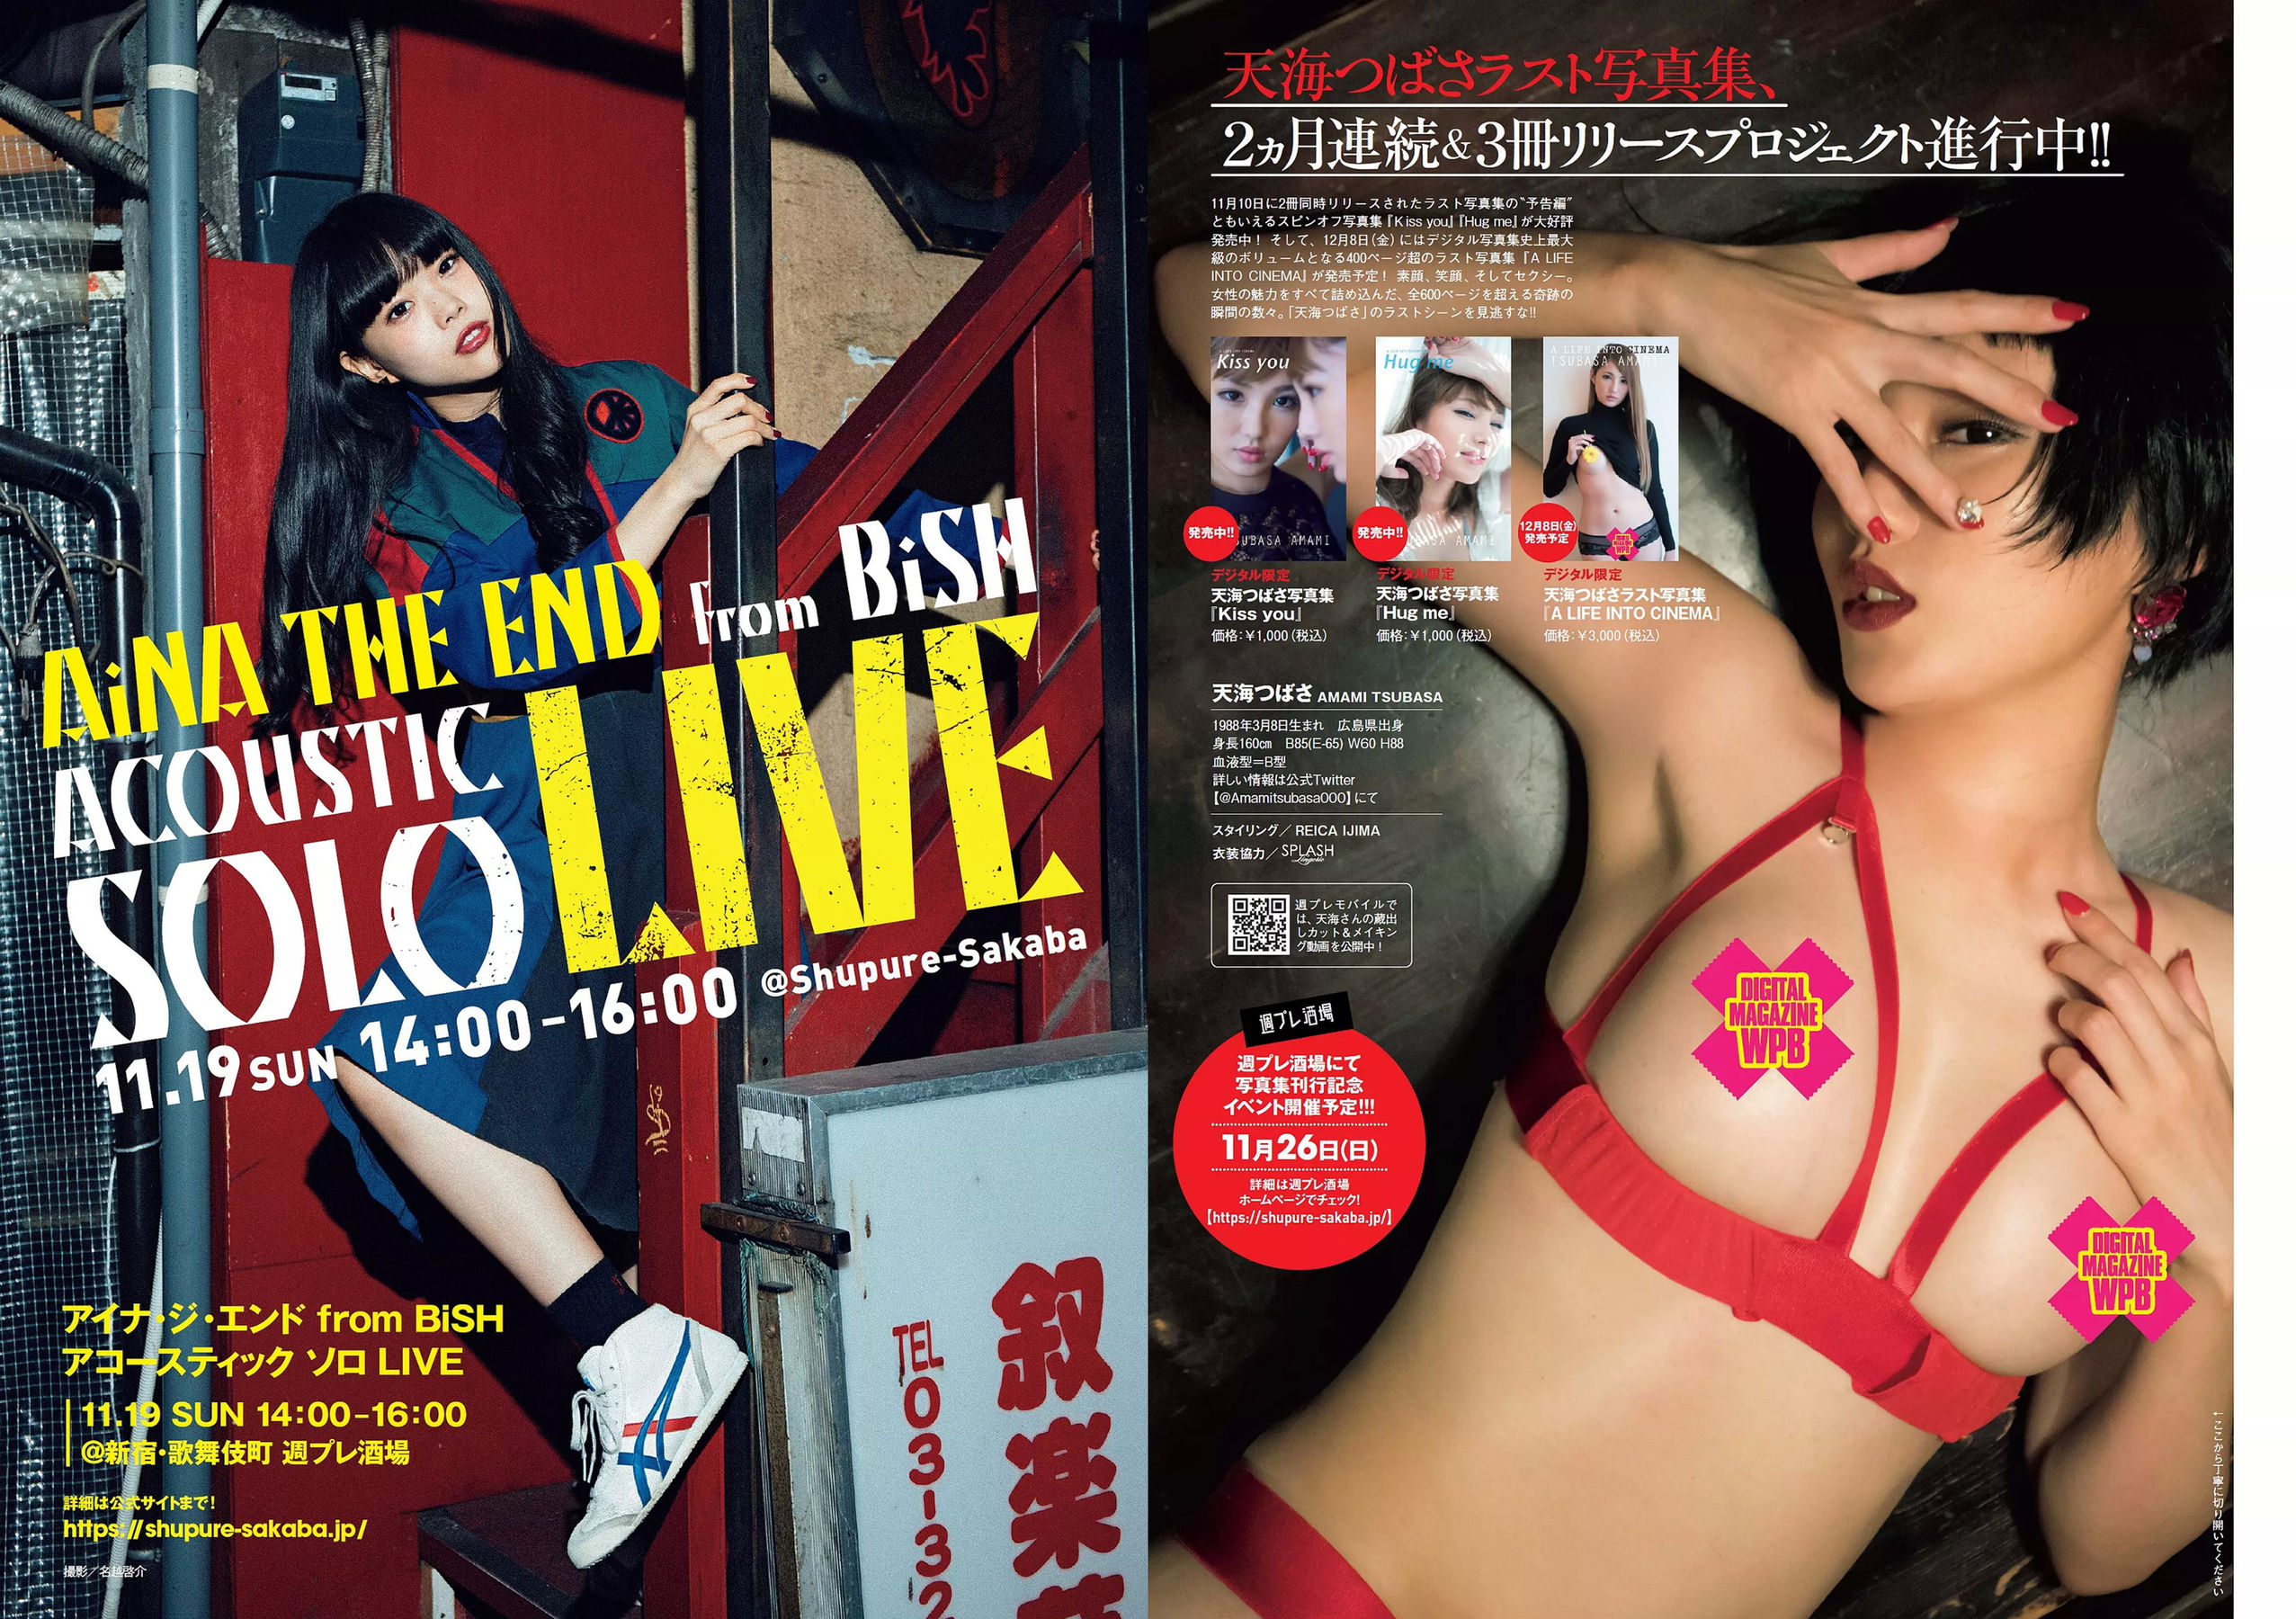 AiNA THE END from BiSH
ACOUSTIC
SOLO LIVE
11.19 SUN 14:00-16:00 @Shupure-Sakaba
アイナ・ジ・エンド from BiSH
アコースティック ソロ LIVE
11.19 SUN 14:00-16:00
@新宿・歌舞伎町 週プレ酒場
詳細は公式サイトまで!
https://shupure-sakaba.jp/
撮影/名越啓介
TEL
03-32
叙楽
天海つばさラスト写真集、
2ヵ月連続&3冊リリースプロジェクト進行中!!
11月10日に2冊同時リリースされたラスト写真集の“予告編”
ともいえるスピンオフ写真集『Kiss you』『Hug me』が大好評
発売中! そして、12月8日(金)にはデジタル写真集史上最大
級のボリュームとなる400ページ超のラスト写真集『A LIFE
INTO CINEMA』が発売予定! 素顔、笑顔、そしてセクシー。
女性の魅力をすべて詰め込んだ、全600ページを超える奇跡の
瞬間の数々。「天海つばさ」のラストシーンを見逃すな!!
Kiss you
UBASA AMAMI
発売中!!
デジタル限定
天海つばさ写真集
『Kiss you』
価格:¥1,000(税込)
Hug me
AMAMI
発売中!!
デジタル限定
天海つばさ写真集
『Hug me』
価格:¥1,000(税込)
A LIFE INTO CINEMA
TSUBASA AMAMI
12月8日(金)
発売予定
デジタル限定
天海つばさラスト写真集
『A LIFE INTO CINEMA』
価格:¥3,000(税込)
天海つばさ AMAMI TSUBASA
1988年3月8日生まれ 広島県出身
身長160㎝ B85(E-65) W60 H88
血液型=B型
詳しい情報は公式Twitter
【@Amamitsubasa000】にて
スタイリング/REICA IJIMA
衣装協力/SPLASH Lingerie
週プレモバイルで
は、天海さんの蔵出
しカット&メイキン
グ動画を公開中!
週プレ酒場
週プレ酒場にて
写真集刊行記念
イベント開催予定!!!
11月26日(日)
詳細は週プレ酒場
ホームページでチェック!
【https://shupure-sakaba.jp/】
DIGITAL
MAGAZINE
WPB
DIGITAL
MAGAZINE
WPB
←ここから丁寧に切り開いてください